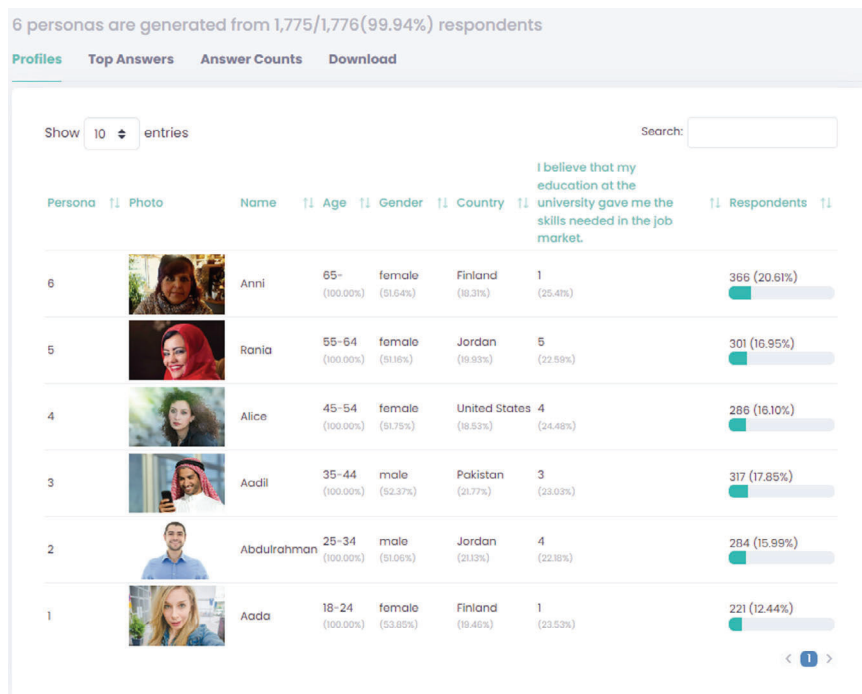 6 personas are generated from 1,775/1,776(99.94%) respondents
Profiles Top Answers Answer Counts Download
Show 10 entries Search:
Persona Photo Name Age Gender Country I believe that my education at the university gave me the skills needed in the job market. Respondents
6 Anni 65- female Finland 1 366 (20.61%)
(100.00%) (51.64%) (18.31%) (25.41%)
5 Rania 55-64 female Jordan 5 301 (16.95%)
(100.00%) (51.16%) (19.93%) (22.59%)
4 Alice 45-54 female United States 4 286 (16.10%)
(100.00%) (51.75%) (18.53%) (24.48%)
3 Aadil 35-44 male Pakistan 3 317 (17.85%)
(100.00%) (52.37%) (21.77%) (23.03%)
2 Abdulrahman 25-34 male Jordan 4 284 (15.99%)
(100.00%) (51.06%) (21.13%) (22.18%)
1 Aada 18-24 female Finland 1 221 (12.44%)
(100.00%) (53.85%) (19.46%) (23.53%)
< 1 >